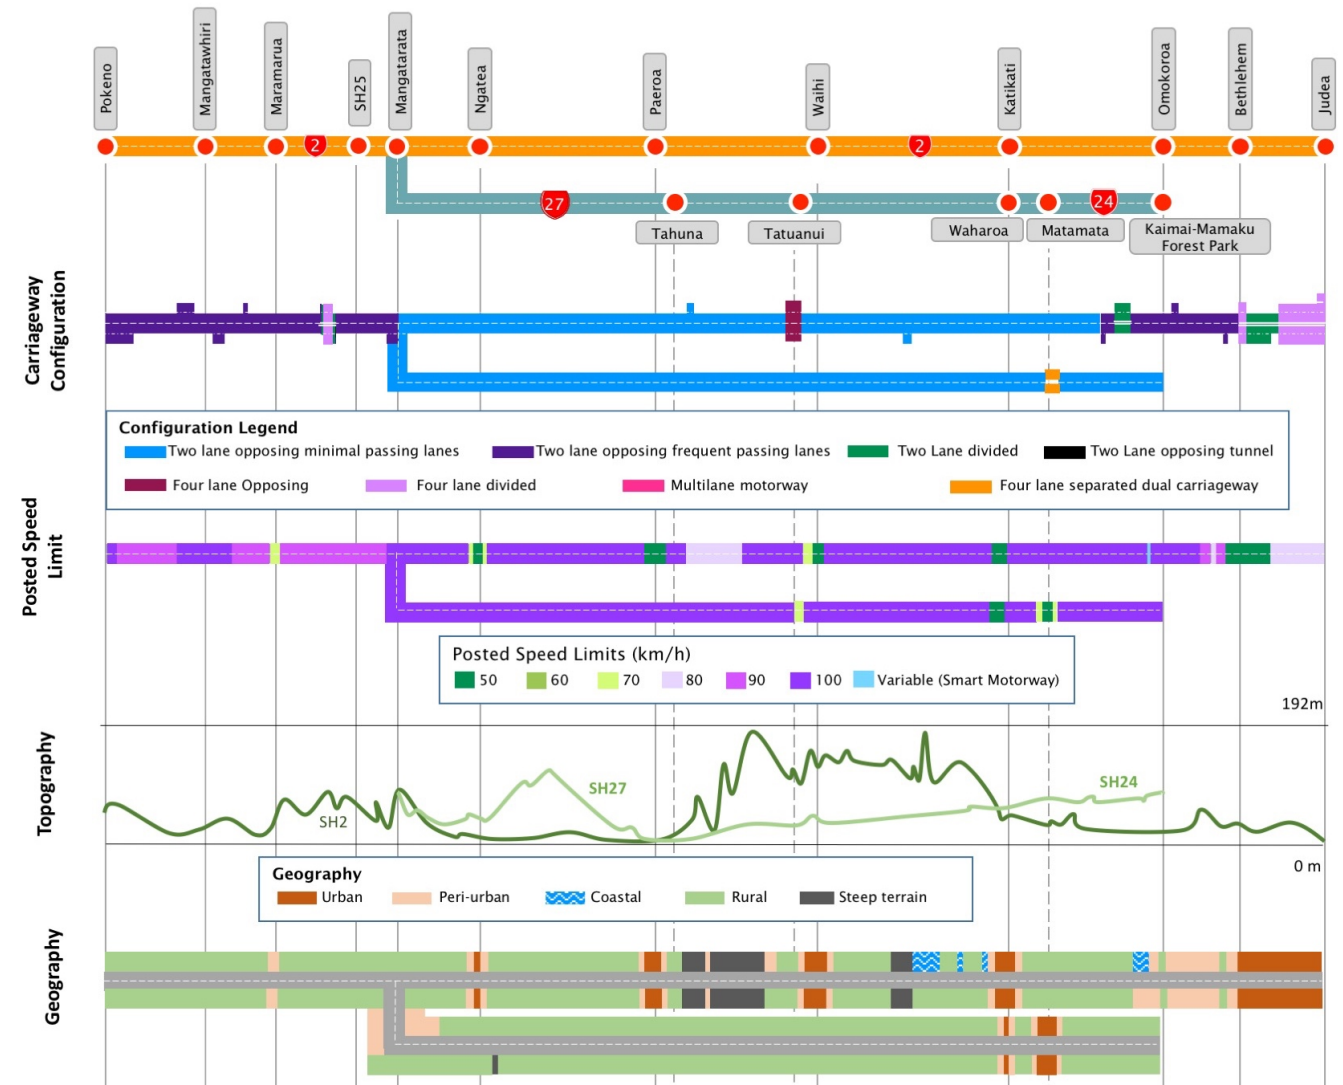 Pokeno
Mangatawhiri
Maramarua
SH25
Mangatarata
Ngatea
Paeroa
Waihi
Katikati
Omokoroa
Bethlehem
Judea
2
2
27
24
Tahuna
Tatuanui
Waharoa
Matamata
Kaimai-Mamaku
Forest Park
Carriageway
Configuration
Configuration Legend
Two lane opposing minimal passing lanes
Two lane opposing frequent passing lanes
Two Lane divided
Two Lane opposing tunnel
Four lane Opposing
Four lane divided
Multilane motorway
Four lane separated dual carriageway
Posted Speed
Limit
Posted Speed Limits (km/h)
50
60
70
80
90
100
Variable (Smart Motorway)
192m
Topography
SH2
SH27
SH24
0 m
Geography
Urban
Peri-urban
Coastal
Rural
Steep terrain
Geography